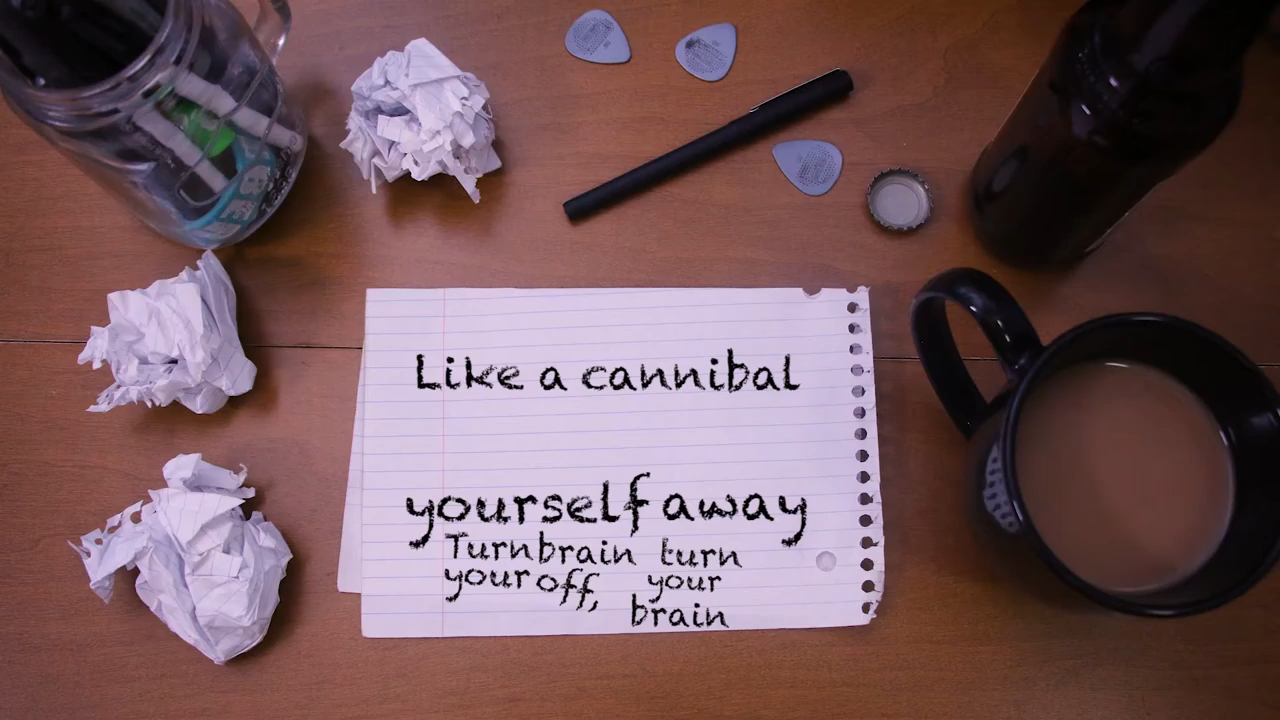 Like a cannibal
yourself away
Turn brain turn
your off, your
brain